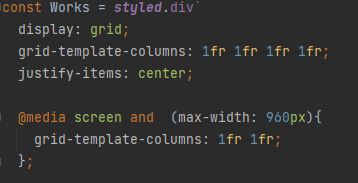 const Works = styled.div`
display: grid;
grid-template-columns: 1fr 1fr 1fr 1fr;
justify-items: center;
@media screen and  (max-width: 960px){
grid-template-columns: 1fr 1fr;
};